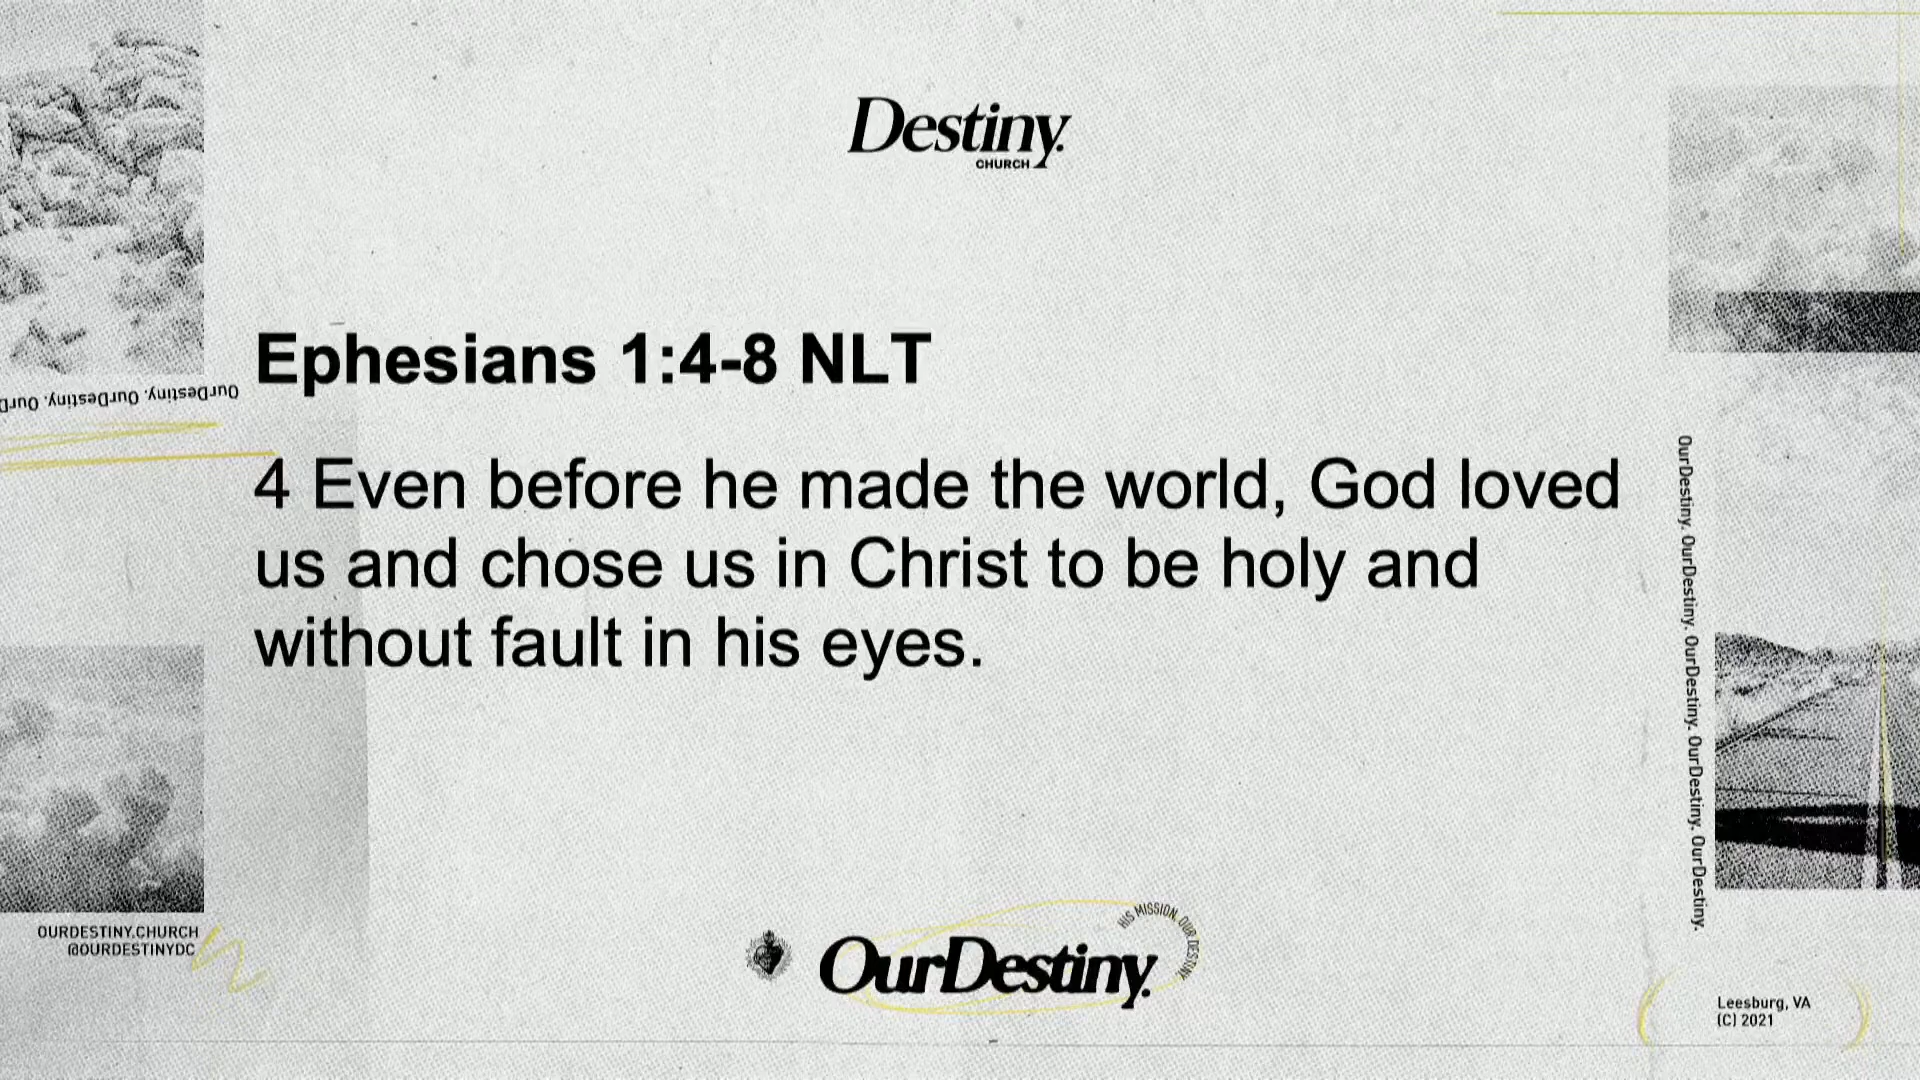 Destiny.
CHURCH
Ephesians 1:4-8 NLT
OurDestiny. OurDestiny. OurD
4 Even before he made the world, God loved
us and chose us in Christ to be holy and
without fault in his eyes.
OurDestiny. OurDestiny. OurDestiny. OurDestiny. OurDestiny.
OURDESTINY.CHURCH
@OURDESTINYDC
HIS MISSION. OUR DESTINY.
OurDestiny.
Leesburg, VA
(C) 2021